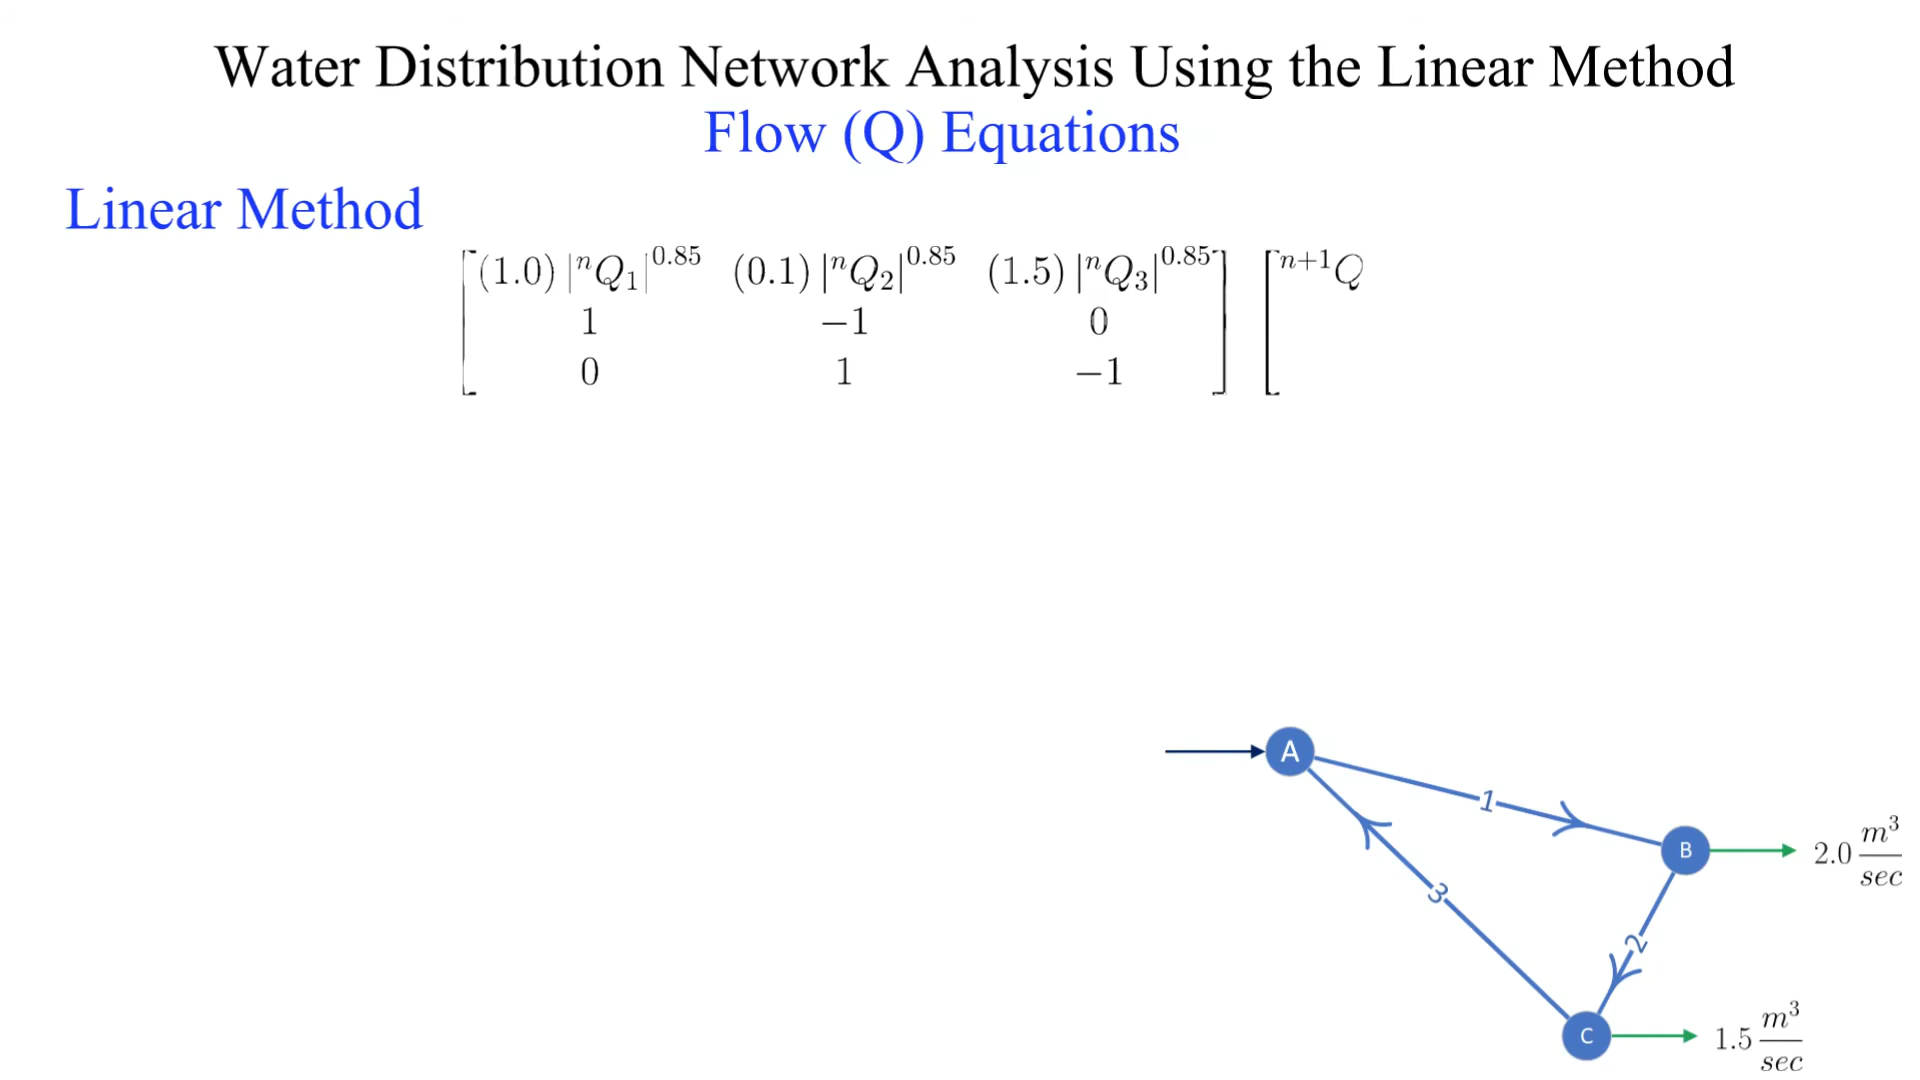 Water Distribution Network Analysis Using the Linear Method
Flow (Q) Equations
Linear Method
(1.0) |ⁿQ₁|^0.85 (0.1) |ⁿQ₂|^0.85 (1.5) |ⁿQ₃|^0.85 ⁿ⁺¹Q
1 −1 0
0 1 −1
A
1
B
2.0 m³/sec
3
2
C
1.5 m³/sec